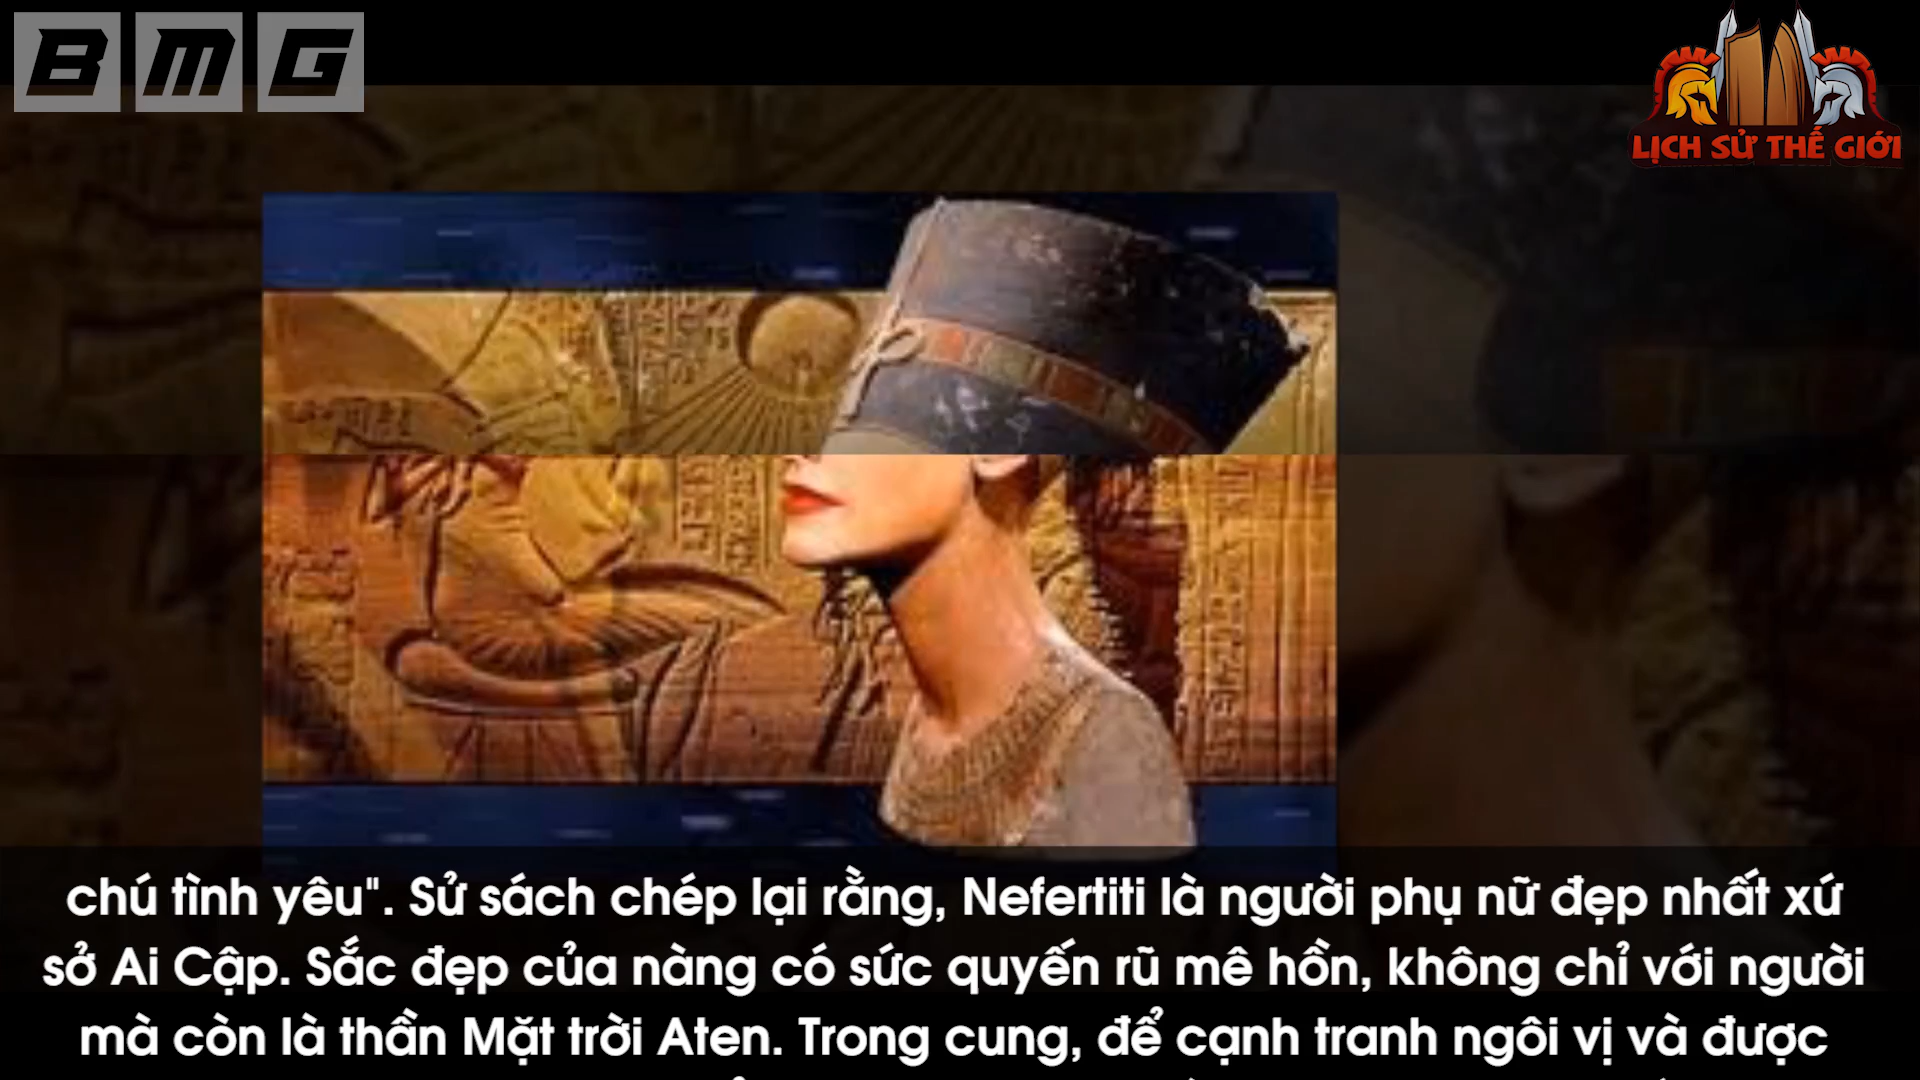 BMG
LỊCH SỬ THẾ GIỚI
chú tình yêu". Sử sách chép lại rằng, Nefertiti là người phụ nữ đẹp nhất xứ
sở Ai Cập. Sắc đẹp của nàng có sức quyến rũ mê hồn, không chỉ với người
mà còn là thần Mặt trời Aten. Trong cung, để cạnh tranh ngôi vị và được